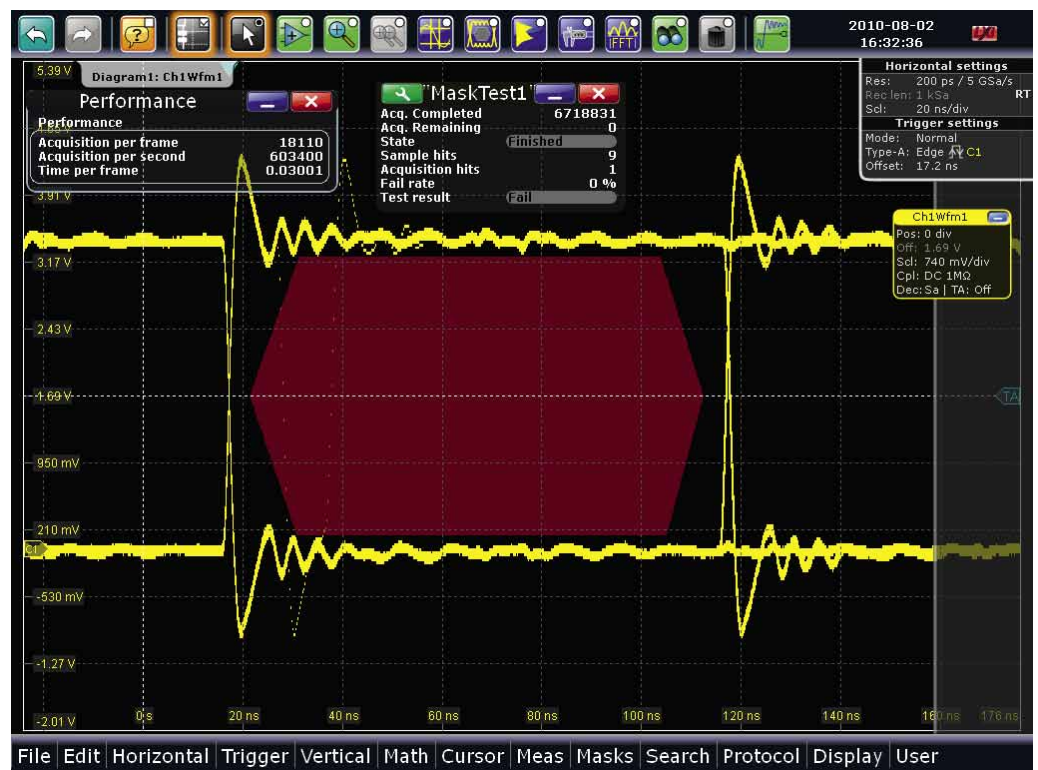 2010-08-02
16:32:36
FFT
5.39 V
Diagram1: Ch1Wfm1
Performance
Performance
Acquisition per frame 18110
Acquisition per second 603400
Time per frame 0.03001
"MaskTest1"
Acq. Completed 6718831
Acq. Remaining 0
State Finished
Sample hits 9
Acquisition hits 1
Fail rate 0 %
Test result Fail
Horizontal settings
Res: 200 ps / 5 GSa/s
Rec len: 1 kSa RT
Scl: 20 ns/div
Trigger settings
Mode: Normal
Type-A: Edge C1
Offset: 17.2 ns
Ch1Wfm1
Pos: 0 div
Off: 1.69 V
Scl: 740 mV/div
Cpl: DC 1MΩ
Dec: Sa | TA: Off
3.91 V
3.17 V
2.43 V
1.69 V
TA
950 mV
210 mV
C1
-530 mV
-1.27 V
-2.01 V
0 s 20 ns 40 ns 60 ns 80 ns 100 ns 120 ns 140 ns 160 ns 176 ns
File Edit Horizontal Trigger Vertical Math Cursor Meas Masks Search Protocol Display User